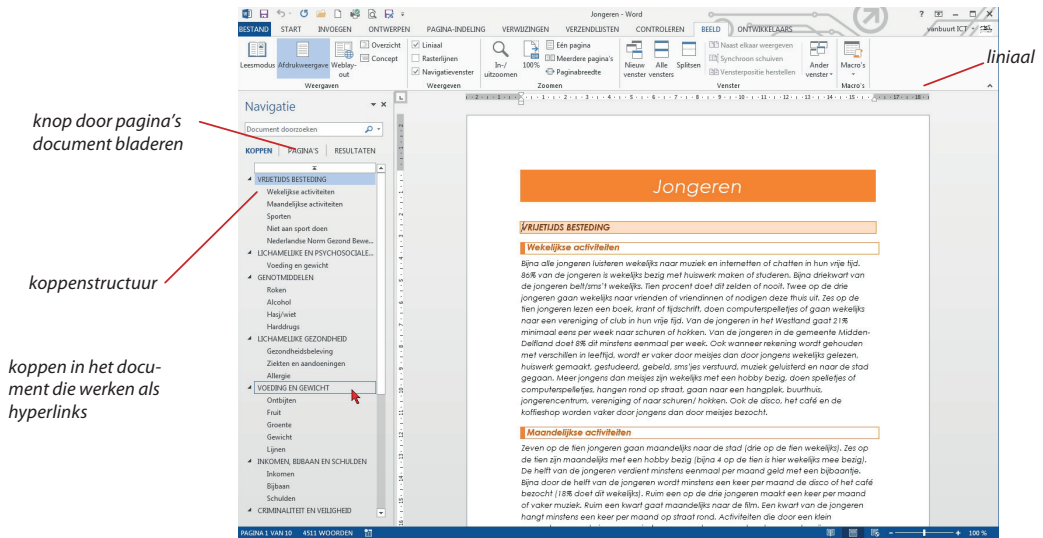 Jongeren - Word
vanbuurt ICT
BESTAND START INVOEGEN ONTWERPEN PAGINA-INDELING VERWIJZINGEN VERZENDLIJSTEN CONTROLEREN BEELD ONTWIKKELAARS
Leesmodus Afdrukweergave Weblay-out
Overzicht
Concept
Weergaven
Liniaal
Rasterlijnen
Navigatievenster
Weergeven
In-/uitzoomen
100%
Eén pagina
Meerdere pagina's
Paginabreedte
Zoomen
Nieuw venster
Alle vensters
Splitsen
Naast elkaar weergeven
Synchroon schuiven
Vensterpositie herstellen
Venster
Ander venster
Macro's
Macro's
liniaal
knop door pagina's
document bladeren
koppenstructuur
koppen in het docu-
ment die werken als
hyperlinks
Navigatie
Document doorzoeken
KOPPEN PAGINA'S RESULTATEN
VRIJETIJDS BESTEDING
Wekelijkse activiteiten
Maandelijkse activiteiten
Sporten
Niet aan sport doen
Nederlandse Norm Gezond Bewe...
LICHAMELIJKE EN PSYCHOSOCIALE...
Voeding en gewicht
GENOTMIDDELEN
Roken
Alcohol
Hasj/wiet
Harddrugs
LICHAMELIJKE GEZONDHEID
Gezondheidsbeleving
Ziekten en aandoeningen
Allergie
VOEDING EN GEWICHT
Ontbijten
Fruit
Groente
Gewicht
Lijnen
INKOMEN, BIJBAAN EN SCHULDEN
Inkomen
Bijbaan
Schulden
CRIMINALITEIT EN VEILIGHEID
Jongeren
VRIJETIJDS BESTEDING
Wekelijkse activiteiten
Bijna alle jongeren luisteren wekelijks naar muziek en internetten of chatten in hun vrije tijd.
86% van de jongeren is wekelijks bezig met huiswerk maken of studeren. Bijna driekwart van
de jongeren belt/sms't wekelijks. Tien procent doet dit zelden of nooit. Twee op de drie
jongeren gaan wekelijks naar vrienden of vriendinnen of nodigen deze thuis uit. Zes op de
tien jongeren lezen een boek, krant of tijdschrift, doen computerspelletjes of gaan wekelijks
naar een vereniging of club in hun vrije tijd. Van de jongeren in het Westland gaat 21%
minimaal eens per week naar schuren of hokken. Van de jongeren in de gemeente Midden-
Delfland doet 8% dit minstens eenmaal per week. Ook wanneer rekening wordt gehouden
met verschillen in leeftijd, wordt er vaker door meisjes dan door jongens wekelijks gelezen,
huiswerk gemaakt, gestudeerd, gebeld, sms'jes verstuurd, muziek geluisterd en naar de stad
gegaan. Meer jongens dan meisjes zijn wekelijks met een hobby bezig, doen spelletjes of
computerspelletjes, hangen rond op straat, gaan naar een hangplek, buurthuis,
jongerencentrum, vereniging of naar schuren/ hokken. Ook de disco, het café en de
koffieshop worden vaker door jongens dan door meisjes bezocht.
Maandelijkse activiteiten
Zeven op de tien jongeren gaan maandelijks naar de stad (drie op de tien wekelijks). Zes op
de tien zijn maandelijks met een hobby bezig (bijna 4 op de tien is hier wekelijks mee bezig).
De helft van de jongeren verdient minstens eenmaal per maand geld met een bijbaantje.
Bijna door de helft van de jongeren wordt minstens een keer per maand de disco of het café
bezocht (18% doet dit wekelijks). Ruim een op de drie jongeren maakt een keer per maand
of vaker muziek. Ruim een kwart gaat maandelijks naar de film. Een kwart van de jongeren
hangt minstens een keer per maand op straat rond. Activiteiten die door een klein
PAGINA 1 VAN 10 4511 WOORDEN
100 %